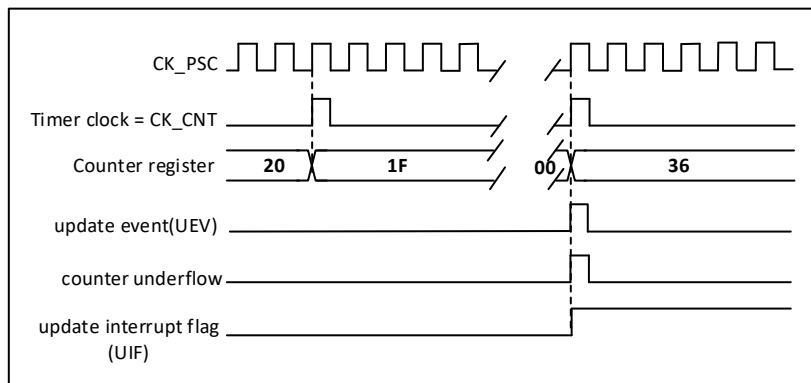 CK_PSC
Timer clock = CK_CNT
Counter register
20
1F
00
36
update event(UEV)
counter underflow
update interrupt flag
(UIF)